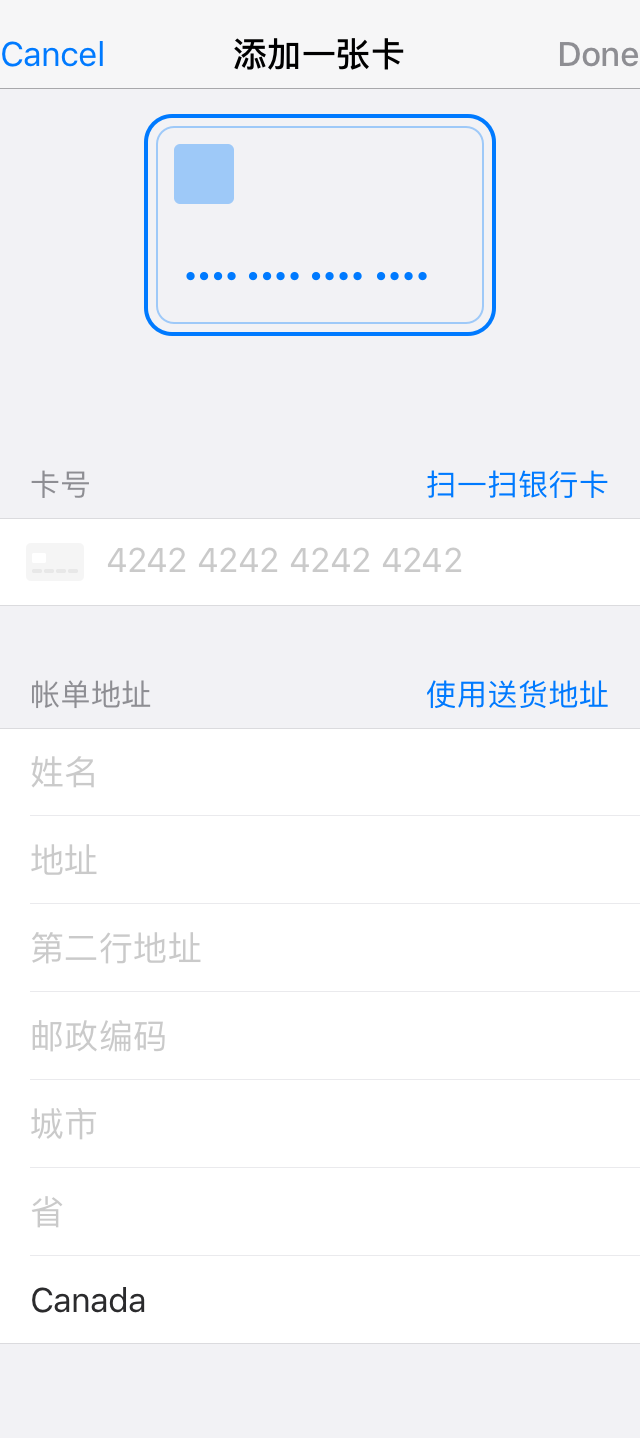 Cancel 添加一张卡 Done
•••• •••• •••• ••••
卡号 扫一扫银行卡
4242 4242 4242 4242
帐单地址 使用送货地址
姓名
地址
第二行地址
邮政编码
城市
省
Canada